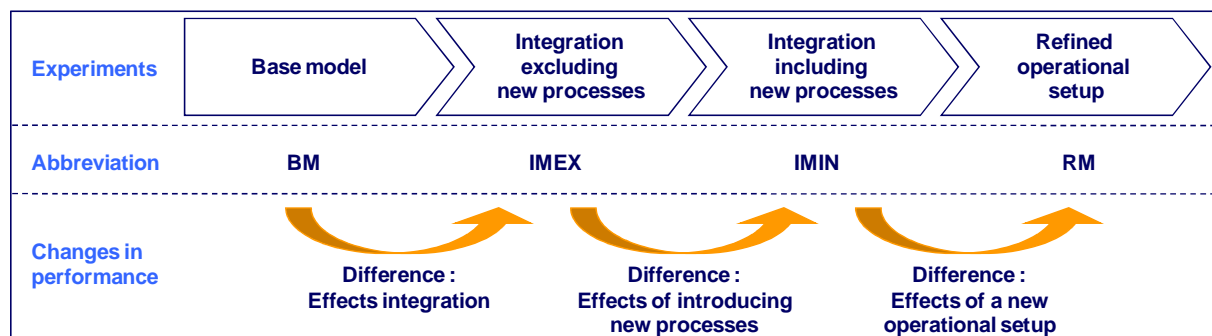 Experiments
Base model
Integration
excluding
new processes
Integration
including
new processes
Refined
operational
setup
Abbreviation
BM
IMEX
IMIN
RM
Changes in
performance
Difference :
Effects integration
Difference :
Effects of introducing
new processes
Difference :
Effects of a new
operational setup